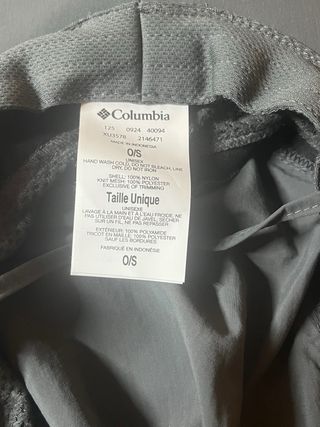 Columbia
125 0924 40094
XU3578 2146471
MADE IN INDONESIA
O/S
UNISEX
HAND WASH COLD, DO NOT BLEACH, LINE
DRY, DO NOT IRON
SHELL: 100% NYLON
KNIT MESH: 100% POLYESTER
EXCLUSIVE OF TRIMMING
Taille Unique
UNISEXE
LAVAGE À LA MAIN ET A L'EAU FROIDE, NE
PAS UTILISER D'EAU DE JAVEL, SÉCHER
SUR UN FIL, NE PAS REPASSER
EXTÉRIEUR: 100% POLYAMIDE
TRICOT EN MAILLE: 100% POLYESTER
SAUF LES BORDURES
FABRIQUÉ EN INDONÉSIE
O/S